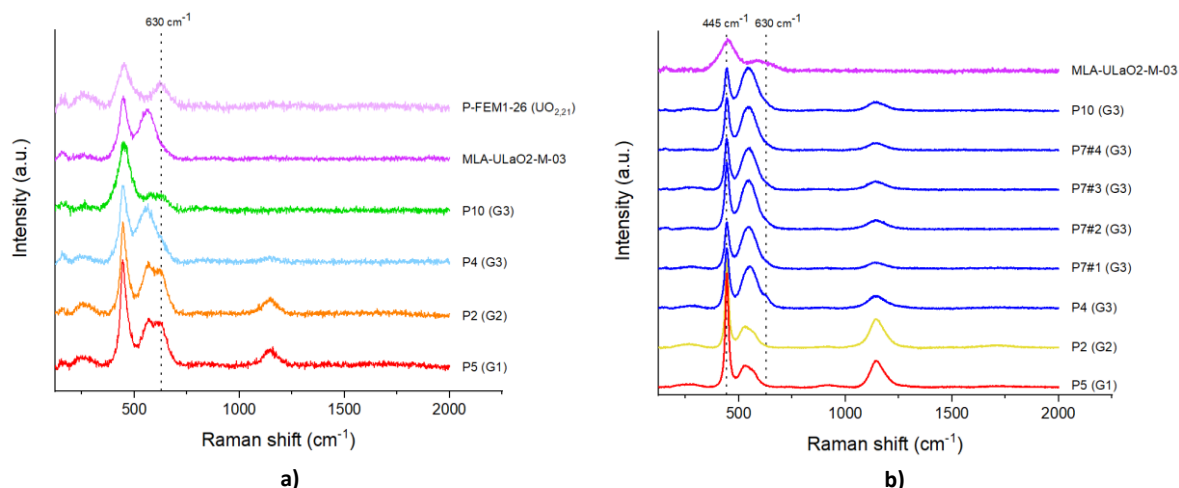 630 cm⁻¹
Intensity (a.u.)
P-FEM1-26 (UO₂,₂₁)
MLA-ULaO2-M-03
P10 (G3)
P4 (G3)
P2 (G2)
P5 (G1)
500 1000 1500 2000
Raman shift (cm⁻¹)
a)
445 cm⁻¹ 630 cm⁻¹
Intensity (a.u.)
MLA-ULaO2-M-03
P10 (G3)
P7#4 (G3)
P7#3 (G3)
P7#2 (G3)
P7#1 (G3)
P4 (G3)
P2 (G2)
P5 (G1)
500 1000 1500 2000
Raman shift (cm⁻¹)
b)